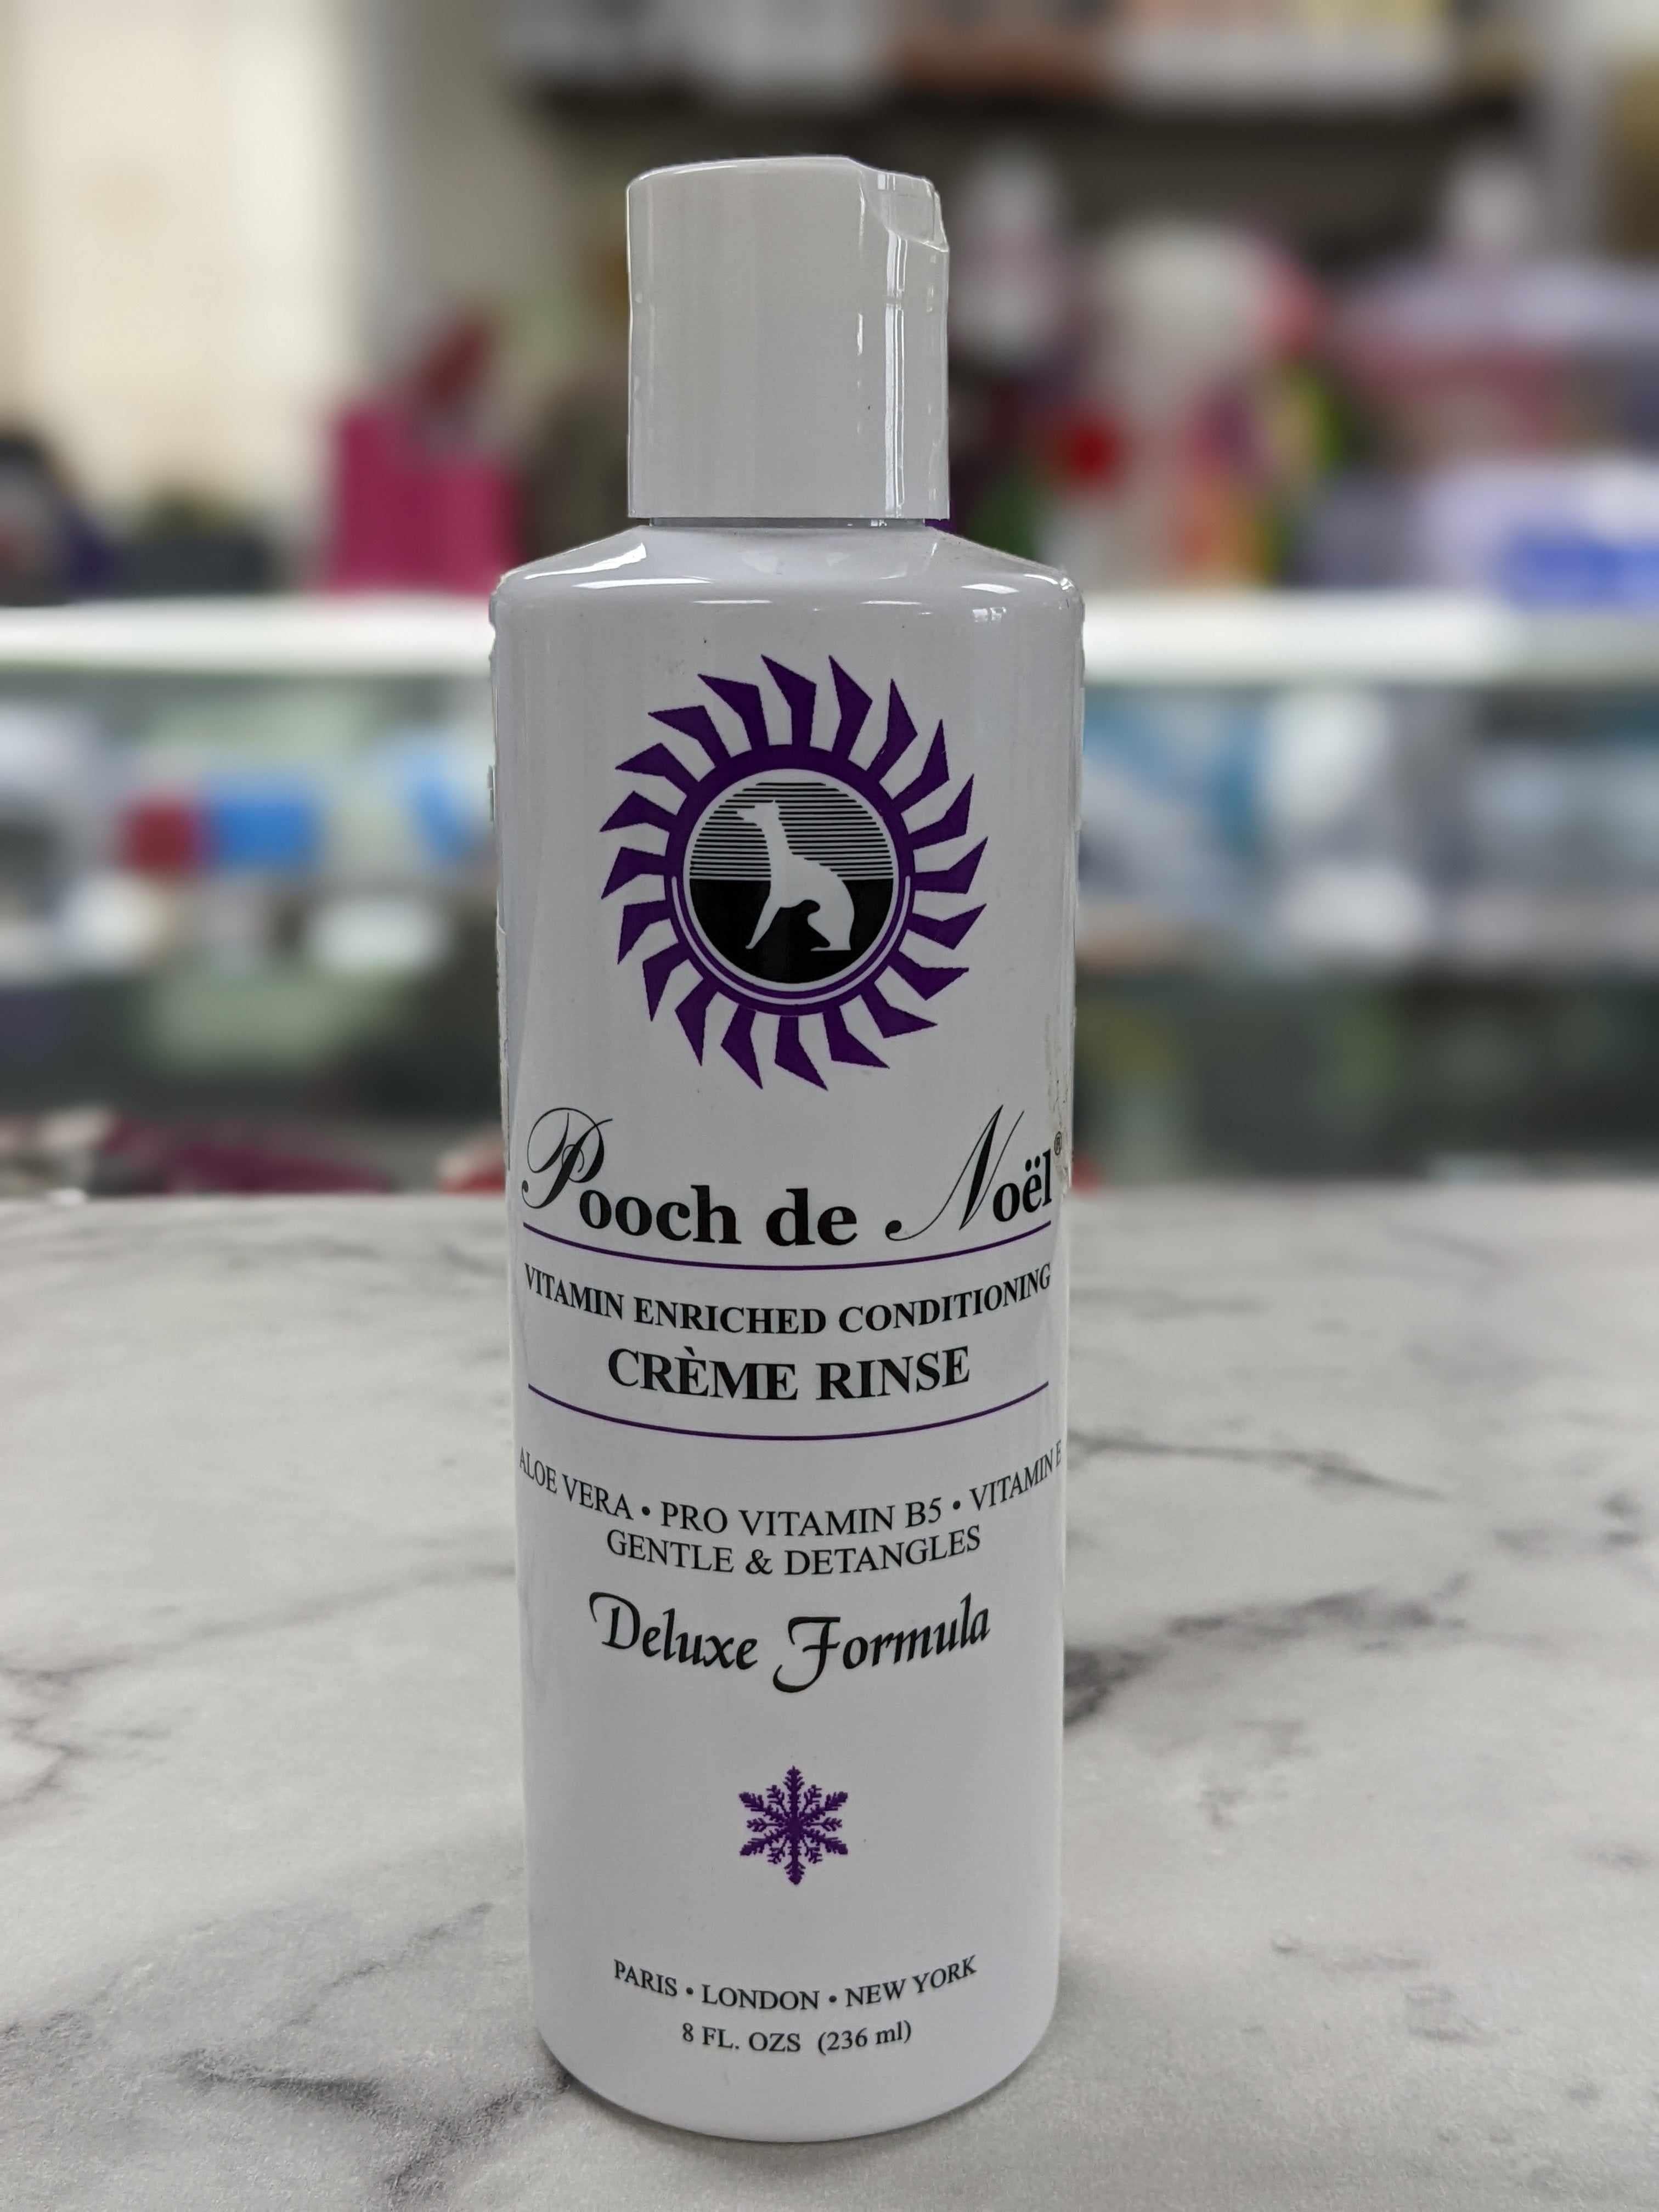 Pooch de Noël®
VITAMIN ENRICHED CONDITIONING
CRÈME RINSE
ALOE VERA • PRO VITAMIN B5 • VITAMIN E
GENTLE & DETANGLES
Deluxe Formula
PARIS • LONDON • NEW YORK
8 FL. OZS (236 ml)